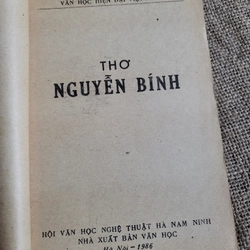 VĂN HỌC HIỆN ĐẠI
THƠ
NGUYỄN BÍNH
HỘI VĂN HỌC NGHỆ THUẬT HÀ NAM NINH
NHÀ XUẤT BẢN VĂN HỌC
Hà Nội — 1986